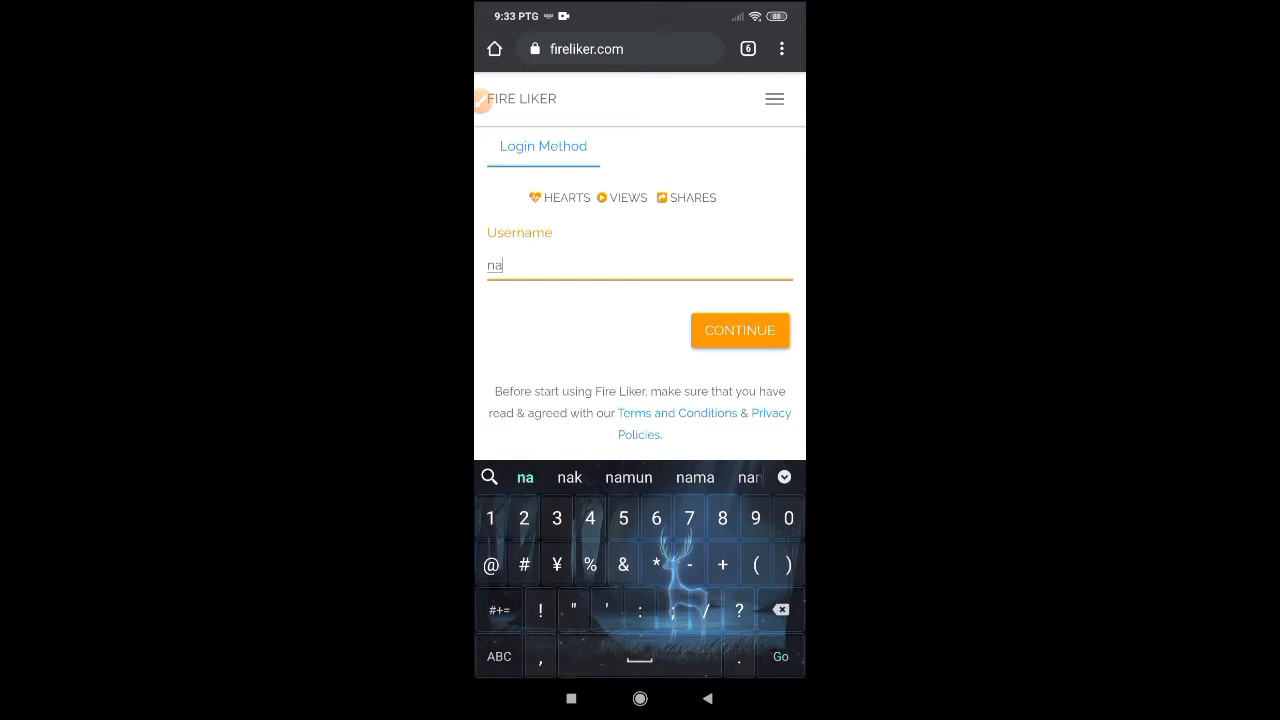 9:33 PTG 88
fireliker.com 6
FIRE LIKER
Login Method
HEARTS VIEWS SHARES
Username
na
CONTINUE
Before start using Fire Liker, make sure that you have
read & agreed with our Terms and Conditions & Privacy
Policies.
na nak namun nama nan
1 2 3 4 5 6 7 8 9 0
@ # ¥ % & * - + ( )
#+= ! " ' : ; / ?
ABC , . Go